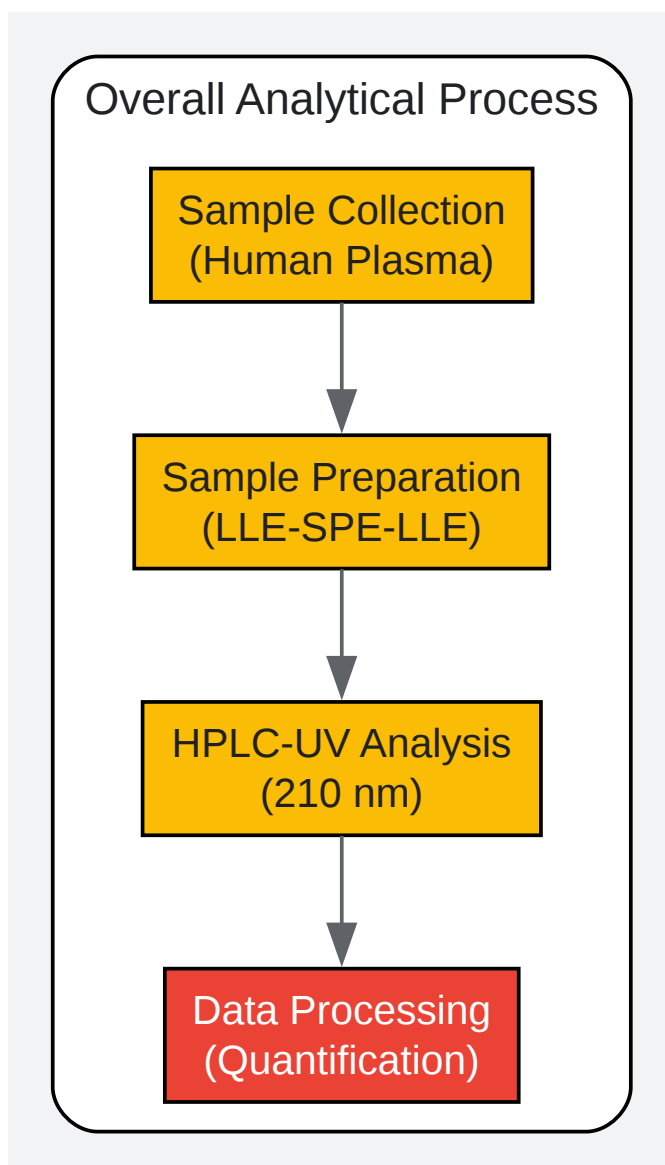 Overall Analytical Process
Sample Collection
(Human Plasma)
Sample Preparation
(LLE-SPE-LLE)
HPLC-UV Analysis
(210 nm)
Data Processing
(Quantification)